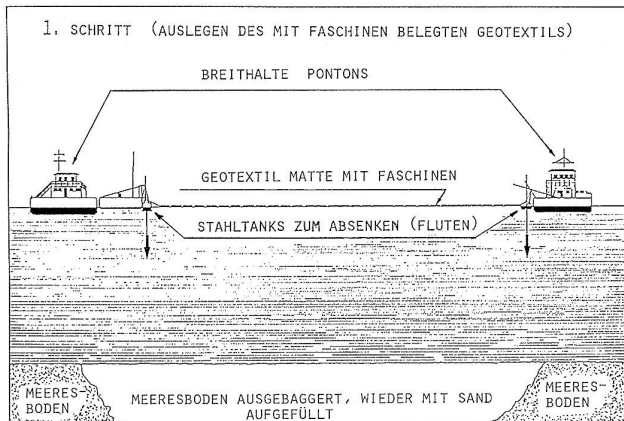 1. SCHRITT (AUSLEGEN DES MIT FASCHINEN BELEGTEN GEOTEXTILS)
BREITHALTE PONTONS
GEOTEXTIL MATTE MIT FASCHINEN
STAHLTANKS ZUM ABSENKEN (FLUTEN)
MEERES-
BODEN
MEERESBODEN AUSGEBAGGERT, WIEDER MIT SAND
AUFGEFÜLLT
MEERES-
BODEN